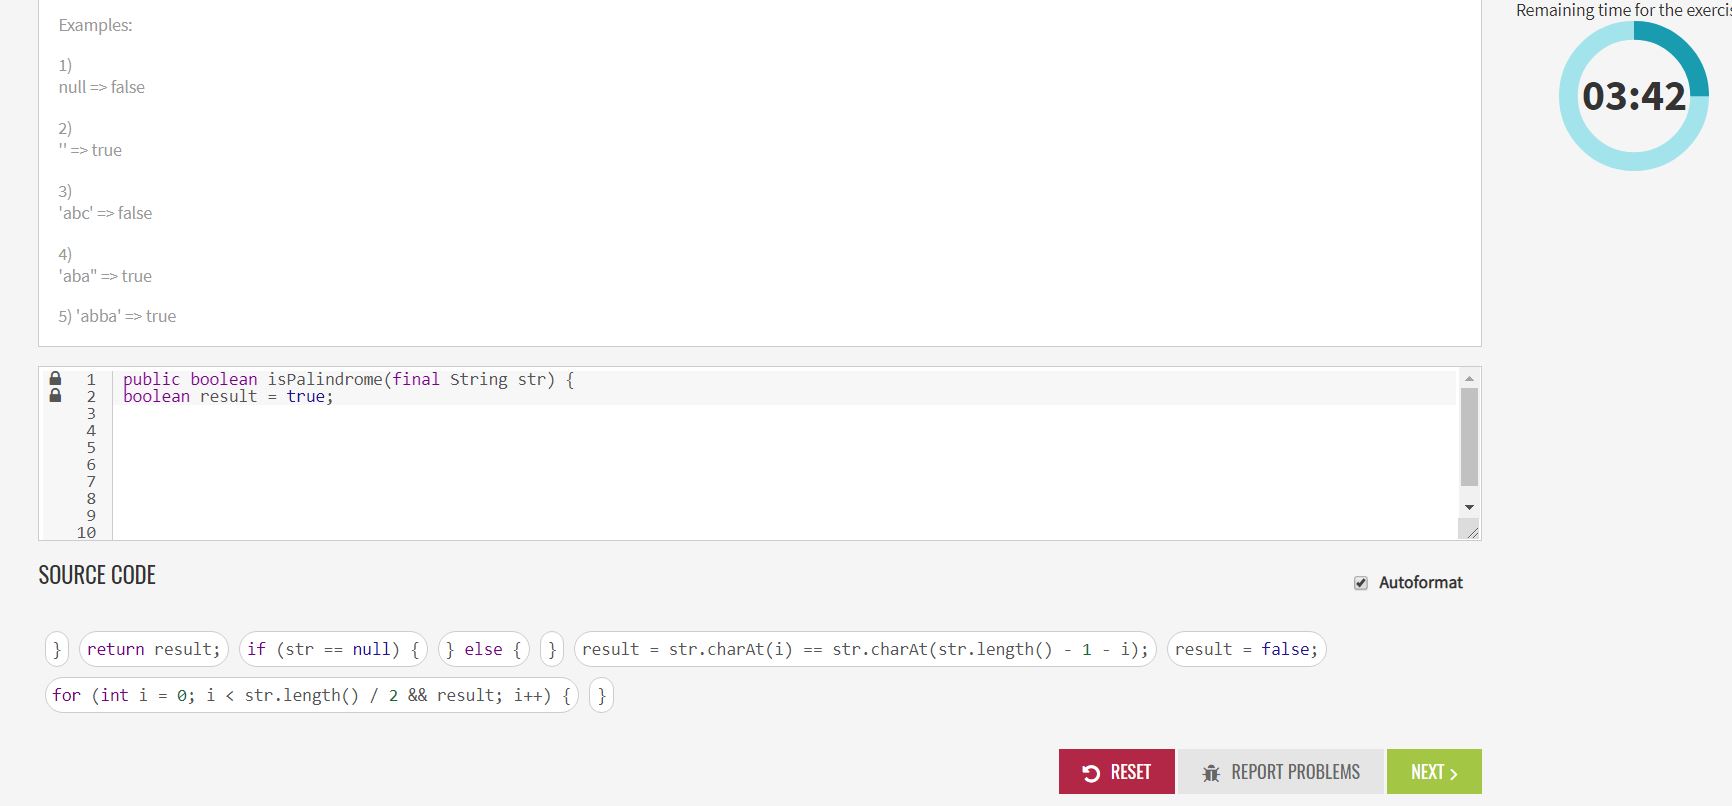 Remaining time for the exerci
03:42
Examples:
1)
null => false
2)
'' => true
3)
'abc' => false
4)
'aba" => true
5) 'abba' => true
1 public boolean isPalindrome(final String str) {
2 boolean result = true;
3
4
5
6
7
8
9
10
SOURCE CODE
Autoformat
} return result; if (str == null) { } else { } result = str.charAt(i) == str.charAt(str.length() - 1 - i); result = false;
for (int i = 0; i < str.length() / 2 && result; i++) { }
RESET REPORT PROBLEMS NEXT >